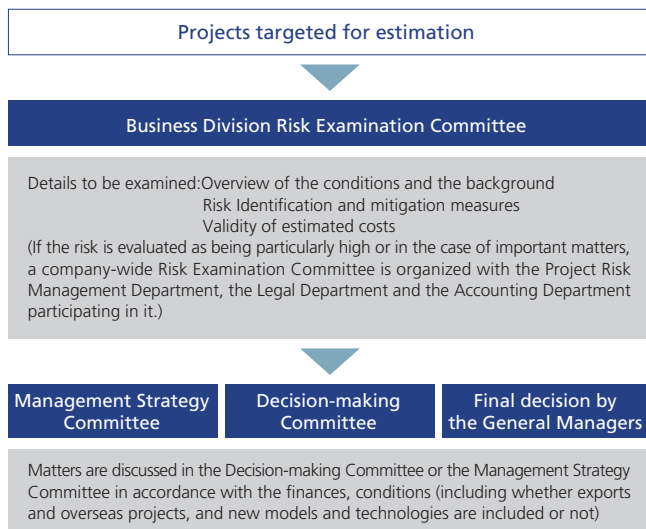 Projects targeted for estimation
Business Division Risk Examination Committee
Details to be examined:Overview of the conditions and the background
Risk Identification and mitigation measures
Validity of estimated costs
(If the risk is evaluated as being particularly high or in the case of important matters,
a company-wide Risk Examination Committee is organized with the Project Risk
Management Department, the Legal Department and the Accounting Department
participating in it.)
Management Strategy
Committee
Decision-making
Committee
Final decision by
the General Managers
Matters are discussed in the Decision-making Committee or the Management Strategy
Committee in accordance with the finances, conditions (including whether exports
and overseas projects, and new models and technologies are included or not)